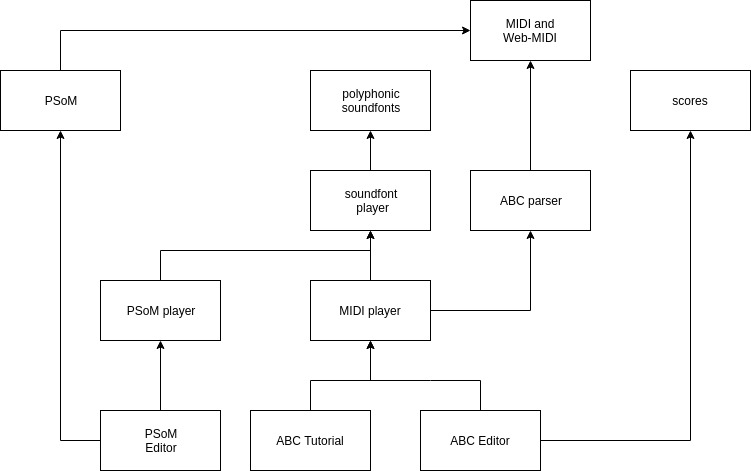 MIDI and
Web-MIDI
PSoM
polyphonic
soundfonts
scores
soundfont
player
ABC parser
PSoM player
MIDI player
PSoM
Editor
ABC Tutorial
ABC Editor